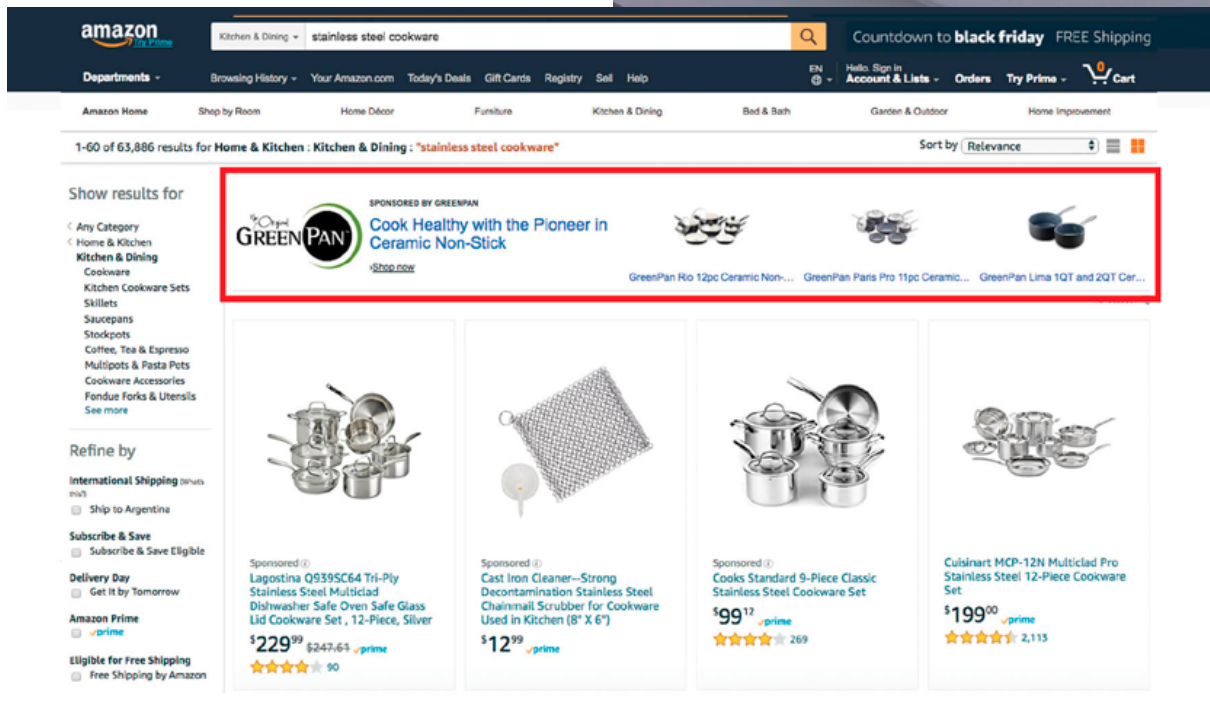 amazon
Try Prime
Kitchen & Dining
stainless steel cookware
Countdown to black friday FREE Shipping
Departments
Browsing History Your Amazon.com Today's Deals Gift Cards Registry Sell Help
EN
Hello. Sign in
Account & Lists Orders Try Prime 0 Cart
Amazon Home Shop by Room Home Décor Furniture Kitchen & Dining Bed & Bath Garden & Outdoor Home Improvement
1-60 of 63,886 results for Home & Kitchen : Kitchen & Dining : "stainless steel cookware"
Sort by Relevance
Show results for
Any Category
Home & Kitchen
Kitchen & Dining
Cookware
Kitchen Cookware Sets
Skillets
Saucepans
Stockpots
Coffee, Tea & Espresso
Multipots & Pasta Pots
Cookware Accessories
Fondue Forks & Utensils
See more
Refine by
International Shipping (What's this?)
Ship to Argentina
Subscribe & Save
Subscribe & Save Eligible
Delivery Day
Get It by Tomorrow
Amazon Prime
prime
Eligible for Free Shipping
Free Shipping by Amazon
The Original
GREENPAN
SPONSORED BY GREENPAN
Cook Healthy with the Pioneer in
Ceramic Non-Stick
›Shop now
GreenPan Rio 12pc Ceramic Non-...
GreenPan Paris Pro 11pc Ceramic...
GreenPan Lima 1QT and 2QT Cer...
Sponsored
Lagostina Q939SC64 Tri-Ply
Stainless Steel Multiclad
Dishwasher Safe Oven Safe Glass
Lid Cookware Set , 12-Piece, Silver
$22999 $247.61 prime
90
Sponsored
Cast Iron Cleaner--Strong
Decontamination Stainless Steel
Chainmail Scrubber for Cookware
Used in Kitchen (8" X 6")
$1299 prime
Sponsored
Cooks Standard 9-Piece Classic
Stainless Steel Cookware Set
$9912 prime
269
Cuisinart MCP-12N Multiclad Pro
Stainless Steel 12-Piece Cookware
Set
$19900 prime
2,113